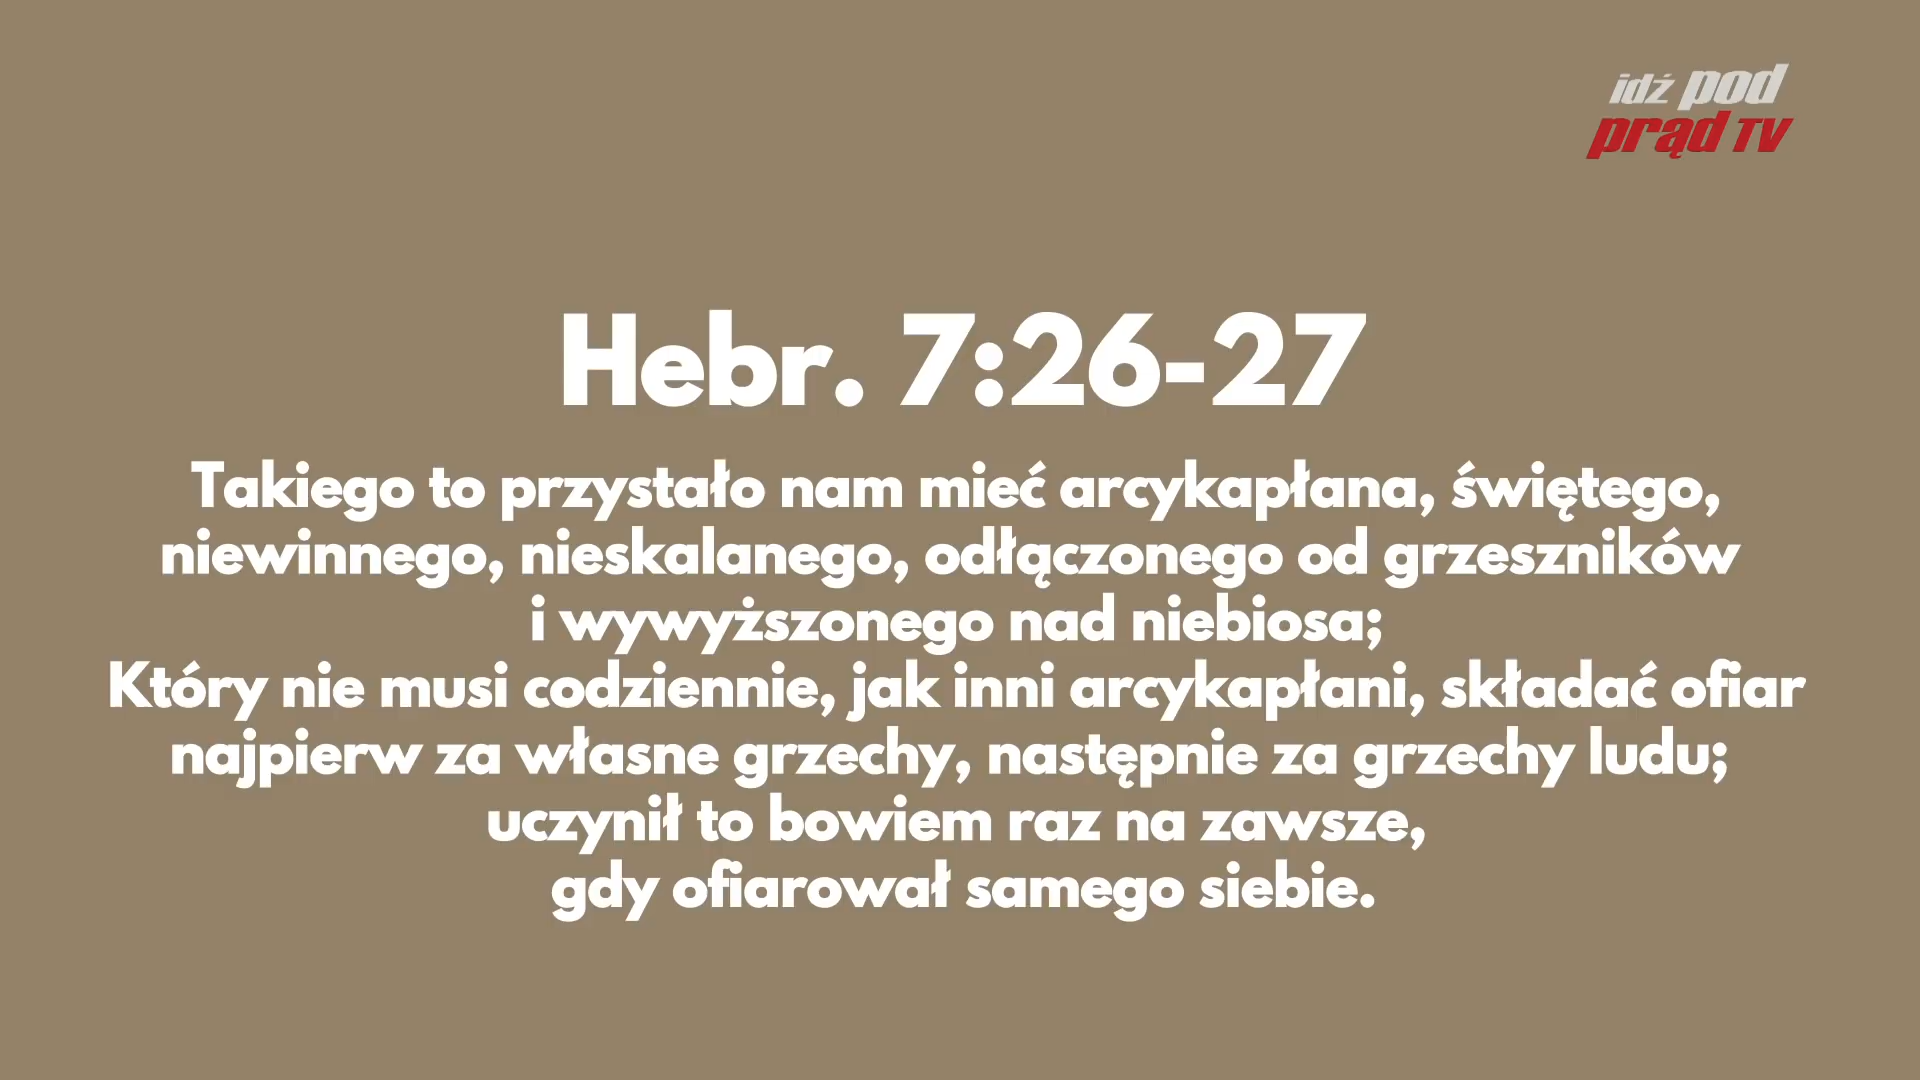 idź pod
prąd TV
Hebr. 7:26-27
Takiego to przystało nam mieć arcykapłana, świętego,
niewinnego, nieskalanego, odłączonego od grzeszników
i wywyższonego nad niebiosa;
Który nie musi codziennie, jak inni arcykapłani, składać ofiar
najpierw za własne grzechy, następnie za grzechy ludu;
uczynił to bowiem raz na zawsze,
gdy ofiarował samego siebie.